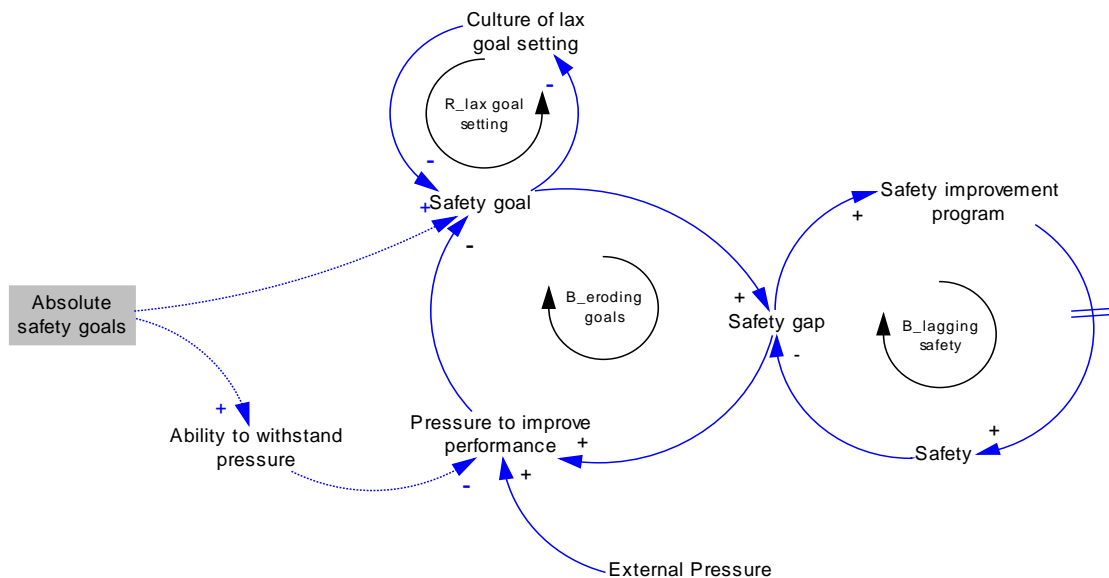 Culture of lax
goal setting
-
R_lax goal
setting
-
+
Safety goal
-
Safety improvement
program
+
Absolute
safety goals
B_eroding
goals
+
Safety gap
-
B_lagging
safety
+
Ability to withstand
pressure
Pressure to improve
performance
+
-
+
+
Safety
External Pressure